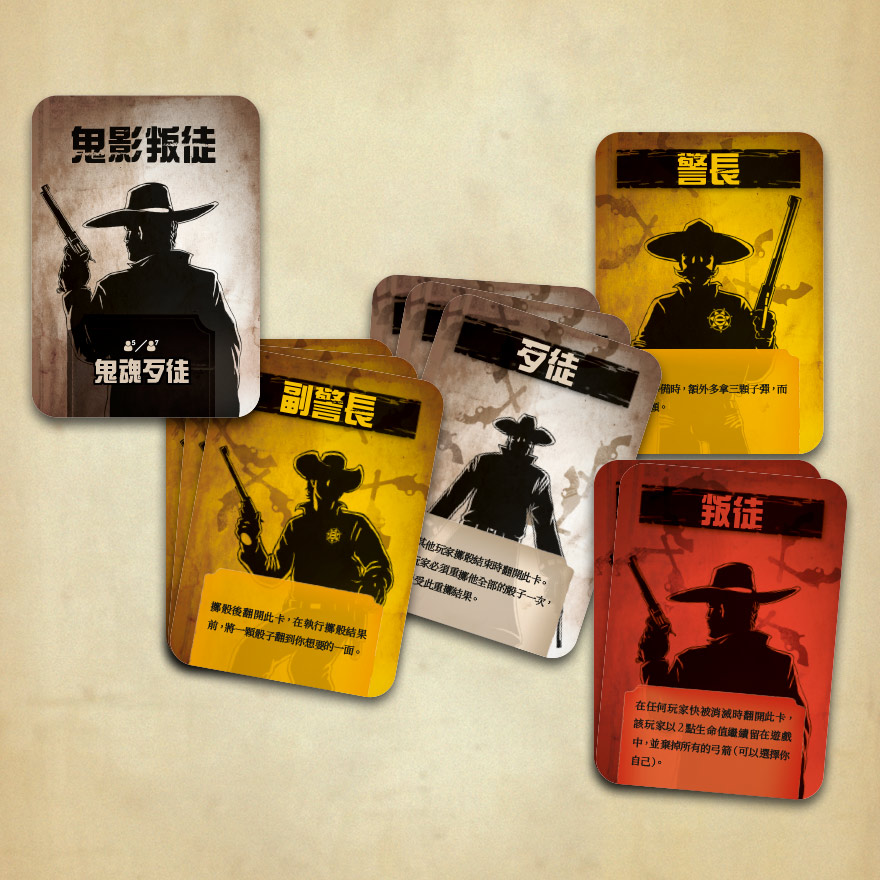 鬼影叛徒
5/7
鬼魂歹徒
警長
備時，額外多拿三顆子彈，而
。
副警長
擲骰後翻開此卡，在執行擲骰結果
前，將一顆骰子翻到你想要的一面。
歹徒
其他玩家擲骰結束時翻開此卡。
玩家必須重擲他全部的骰子一次，
受此重擲結果。
叛徒
在任何玩家快被消滅時翻開此卡，
該玩家以2點生命值繼續留在遊戲
中，並棄掉所有的弓箭（可以選擇你
自己）。